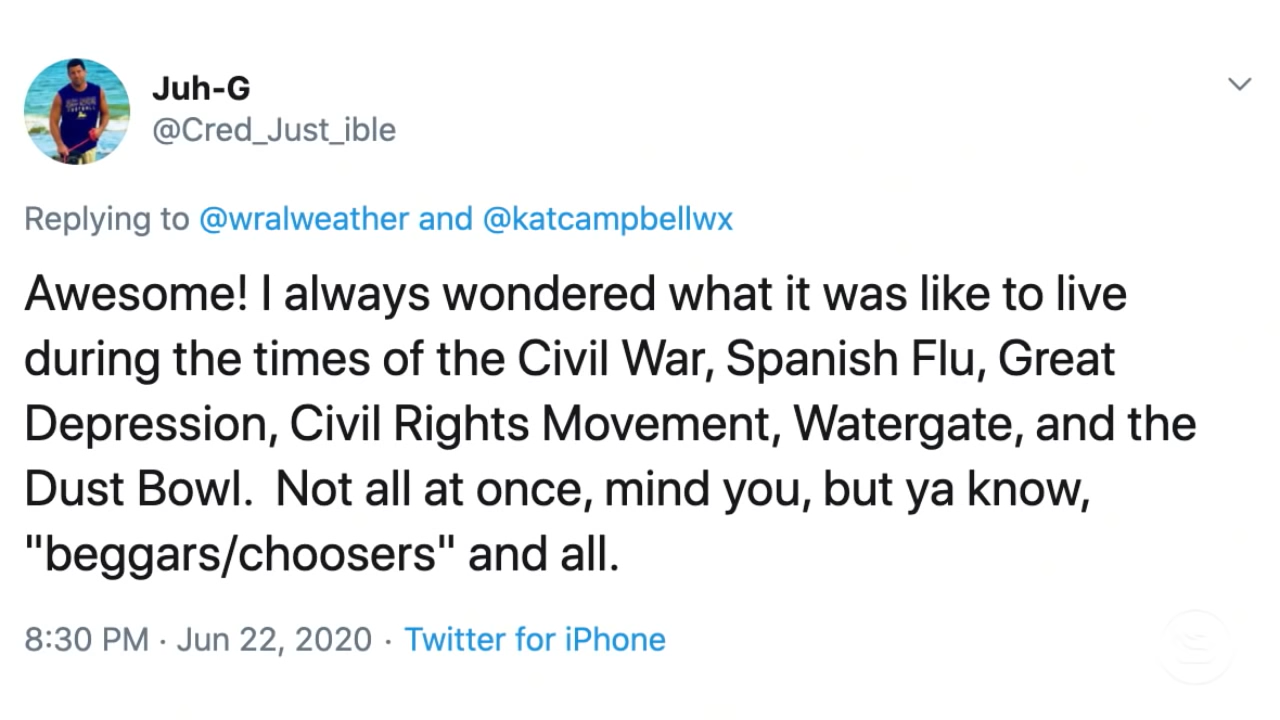 Juh-G
@Cred_Just_ible
Replying to @wralweather and @katcampbellwx
Awesome! I always wondered what it was like to live
during the times of the Civil War, Spanish Flu, Great
Depression, Civil Rights Movement, Watergate, and the
Dust Bowl.  Not all at once, mind you, but ya know,
"beggars/choosers" and all.
8:30 PM · Jun 22, 2020 · Twitter for iPhone